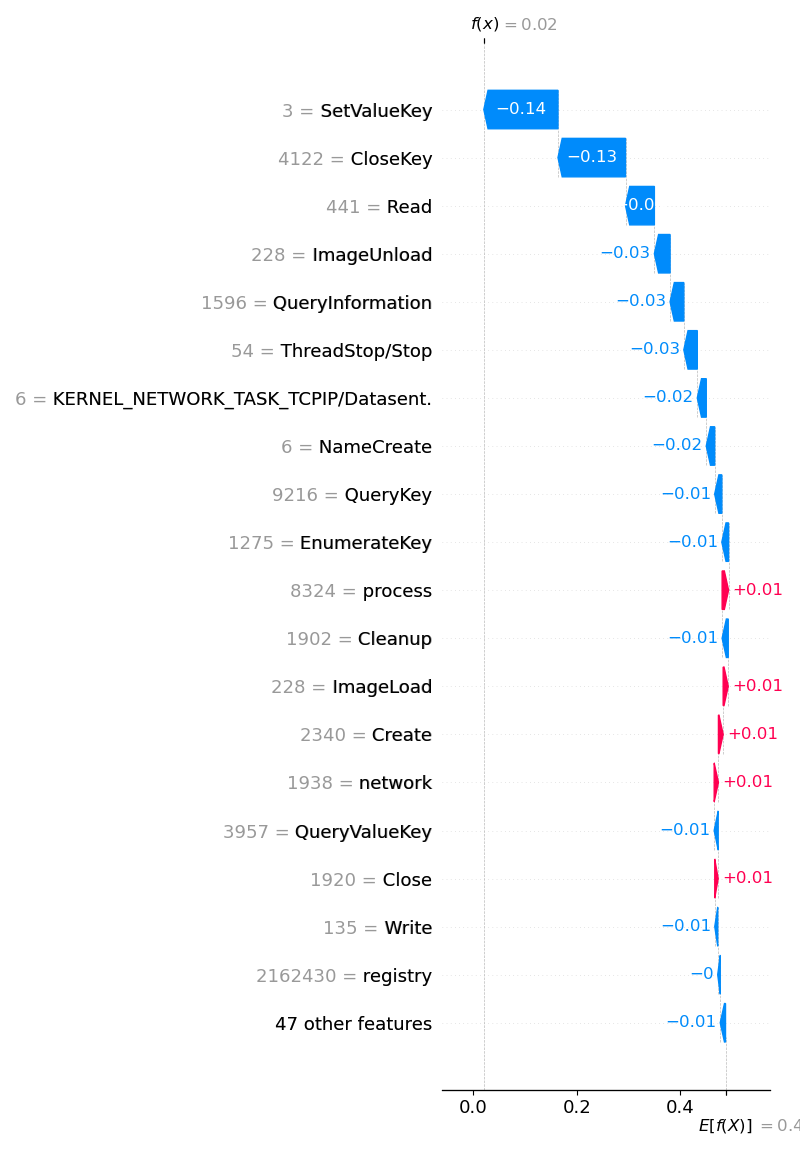 f(x) = 0.02
3 = SetValueKey −0.14
4122 = CloseKey −0.13
441 = Read −0.0
228 = ImageUnload −0.03
1596 = QueryInformation −0.03
54 = ThreadStop/Stop −0.03
6 = KERNEL_NETWORK_TASK_TCPIP/Datasent. −0.02
6 = NameCreate −0.02
9216 = QueryKey −0.01
1275 = EnumerateKey −0.01
8324 = process +0.01
1902 = Cleanup −0.01
228 = ImageLoad +0.01
2340 = Create +0.01
1938 = network +0.01
3957 = QueryValueKey −0.01
1920 = Close +0.01
135 = Write −0.01
2162430 = registry −0
47 other features −0.01
0.0 0.2 0.4
E[f(X)] = 0.4